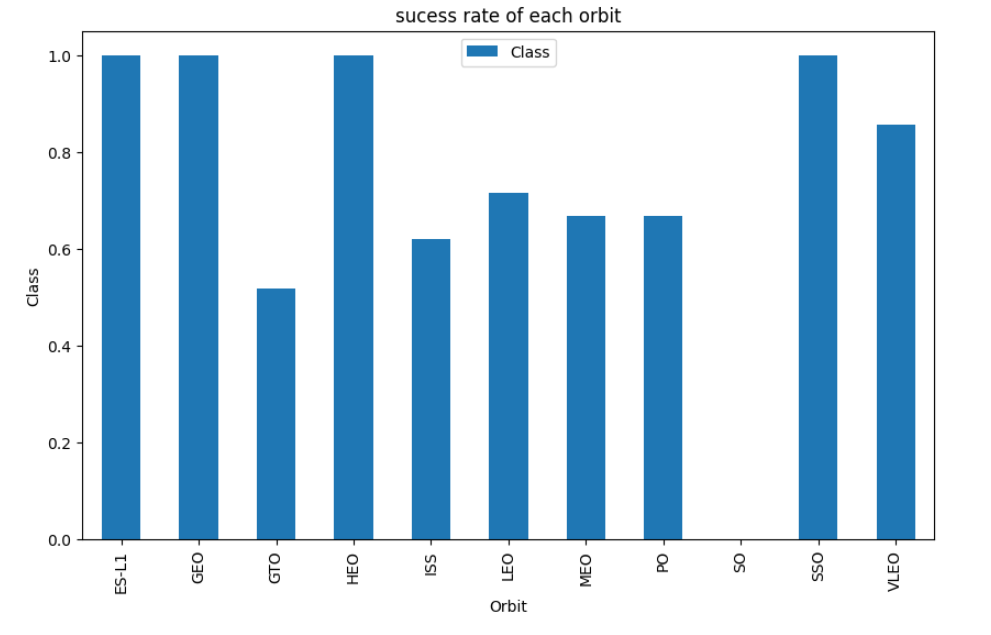 sucess rate of each orbit
Class
1.0
0.8
0.6
0.4
0.2
0.0
Class
ES-L1
GEO
GTO
HEO
ISS
LEO
MEO
PO
SO
SSO
VLEO
Orbit